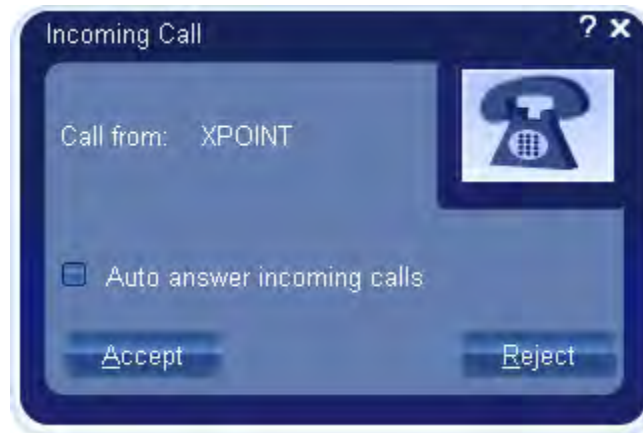 Incoming Call
? x
Call from: XPOINT
Auto answer incoming calls
Accept
Reject